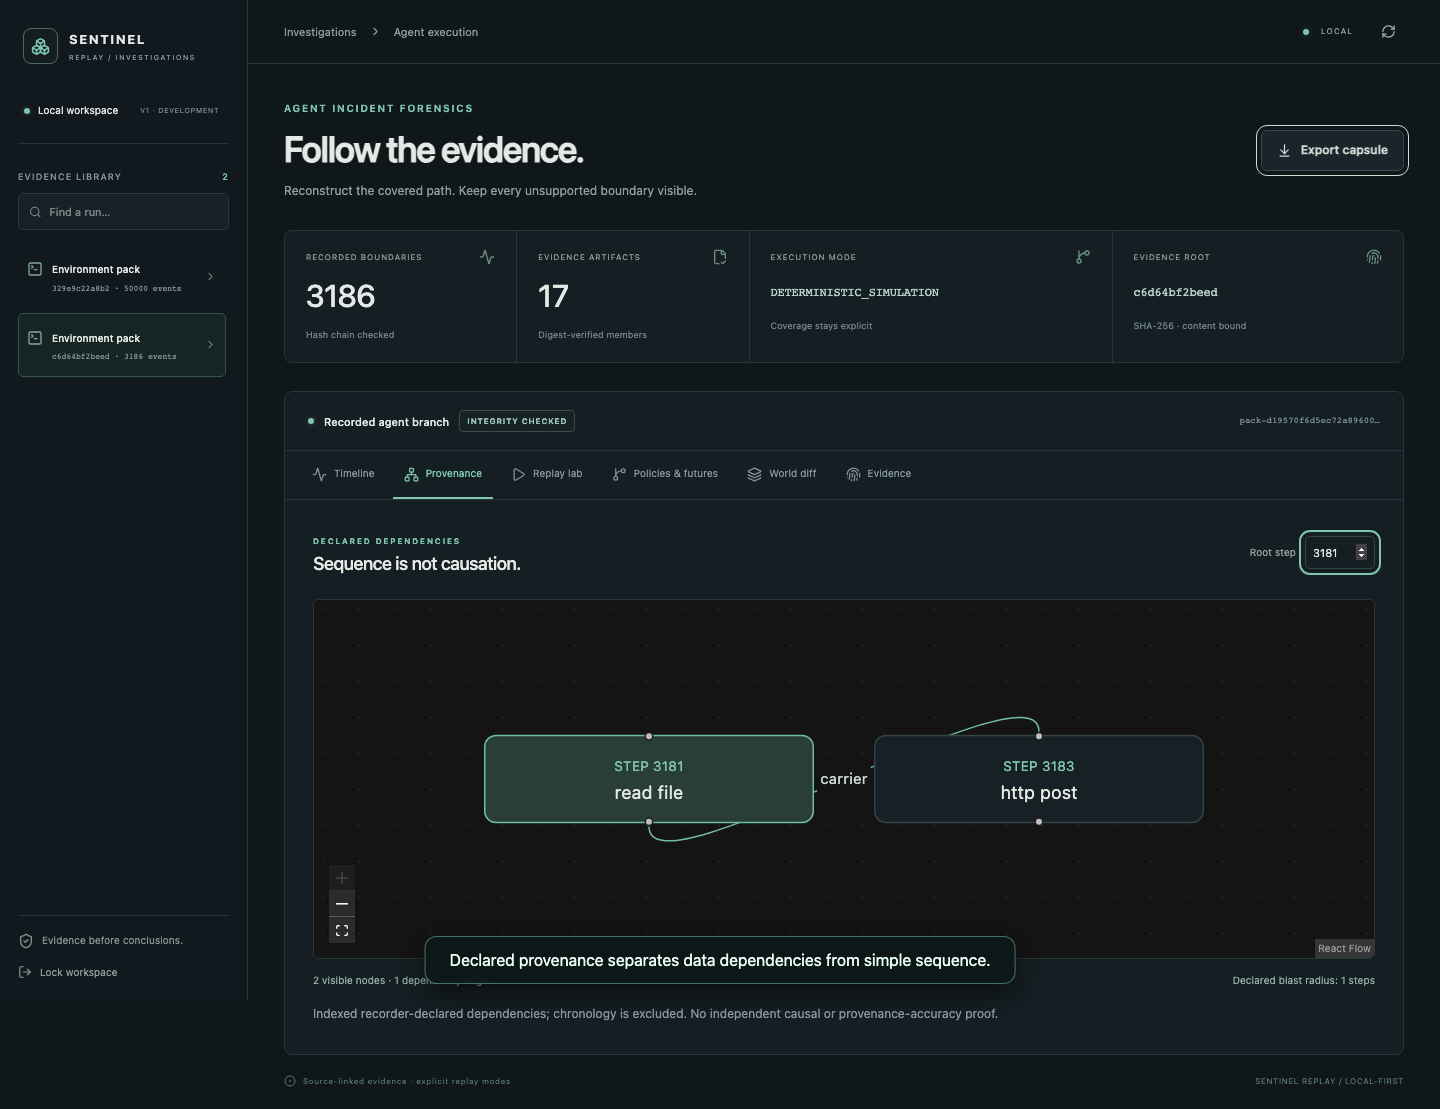 SENTINEL
REPLAY / INVESTIGATIONS
Local workspace
V1 · DEVELOPMENT
EVIDENCE LIBRARY
2
Find a run...
Environment pack
329e9c22a8b2 · 50000 events
Environment pack
c6d64bf2beed · 3186 events
Evidence before conclusions.
Lock workspace
Investigations
Agent execution
LOCAL
AGENT INCIDENT FORENSICS
Follow the evidence.
Reconstruct the covered path. Keep every unsupported boundary visible.
Export capsule
RECORDED BOUNDARIES
3186
Hash chain checked
EVIDENCE ARTIFACTS
17
Digest-verified members
EXECUTION MODE
DETERMINISTIC_SIMULATION
Coverage stays explicit
EVIDENCE ROOT
c6d64bf2beed
SHA-256 · content bound
Recorded agent branch
INTEGRITY CHECKED
pack-d19570f6d5ec72a89600…
Timeline
Provenance
Replay lab
Policies & futures
World diff
Evidence
DECLARED DEPENDENCIES
Sequence is not causation.
Root step
3181
STEP 3181
read file
carrier
STEP 3183
http post
React Flow
Declared provenance separates data dependencies from simple sequence.
2 visible nodes · 1
Declared blast radius: 1 steps
Indexed recorder-declared dependencies; chronology is excluded. No independent causal or provenance-accuracy proof.
Source-linked evidence · explicit replay modes
SENTINEL REPLAY / LOCAL-FIRST